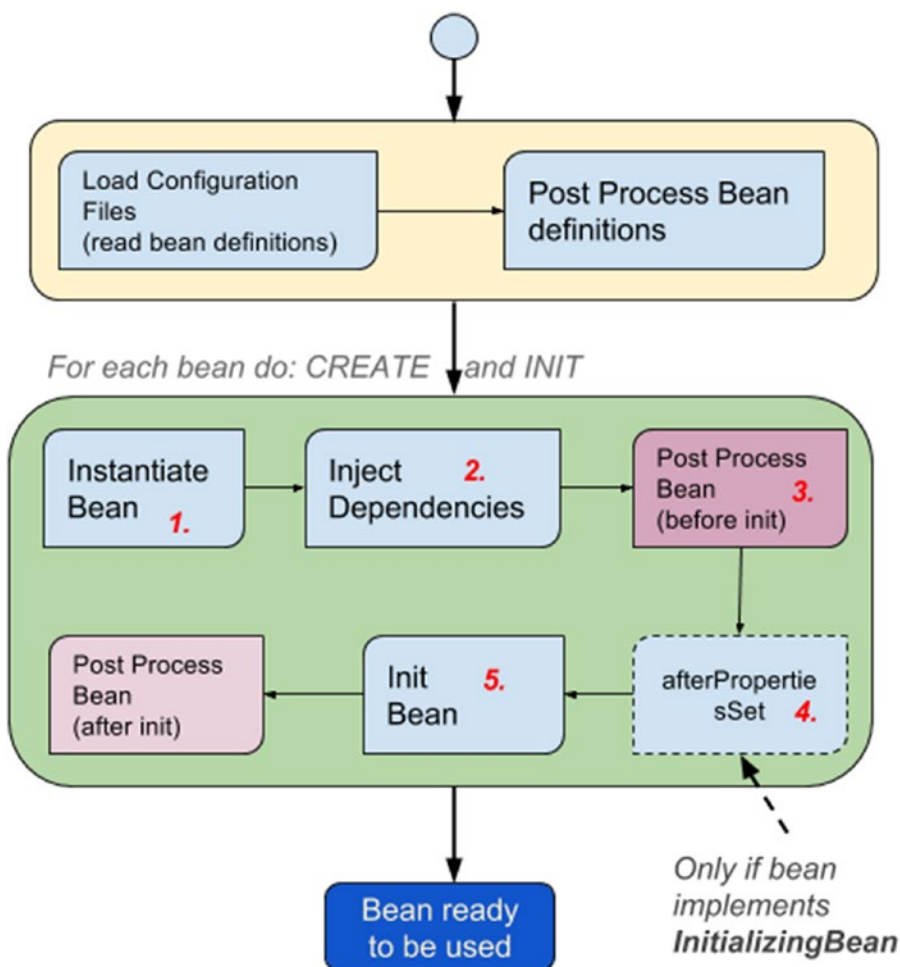 Load Configuration
Files
(read bean definitions)
Post Process Bean
definitions
For each bean do: CREATE and INIT
Instantiate
Bean 1.
Inject 2.
Dependencies
Post Process
Bean 3.
(before init)
Post Process
Bean
(after init)
Init 5.
Bean
afterPropertie
sSet 4.
Only if bean
implements
InitializingBean
Bean ready
to be used